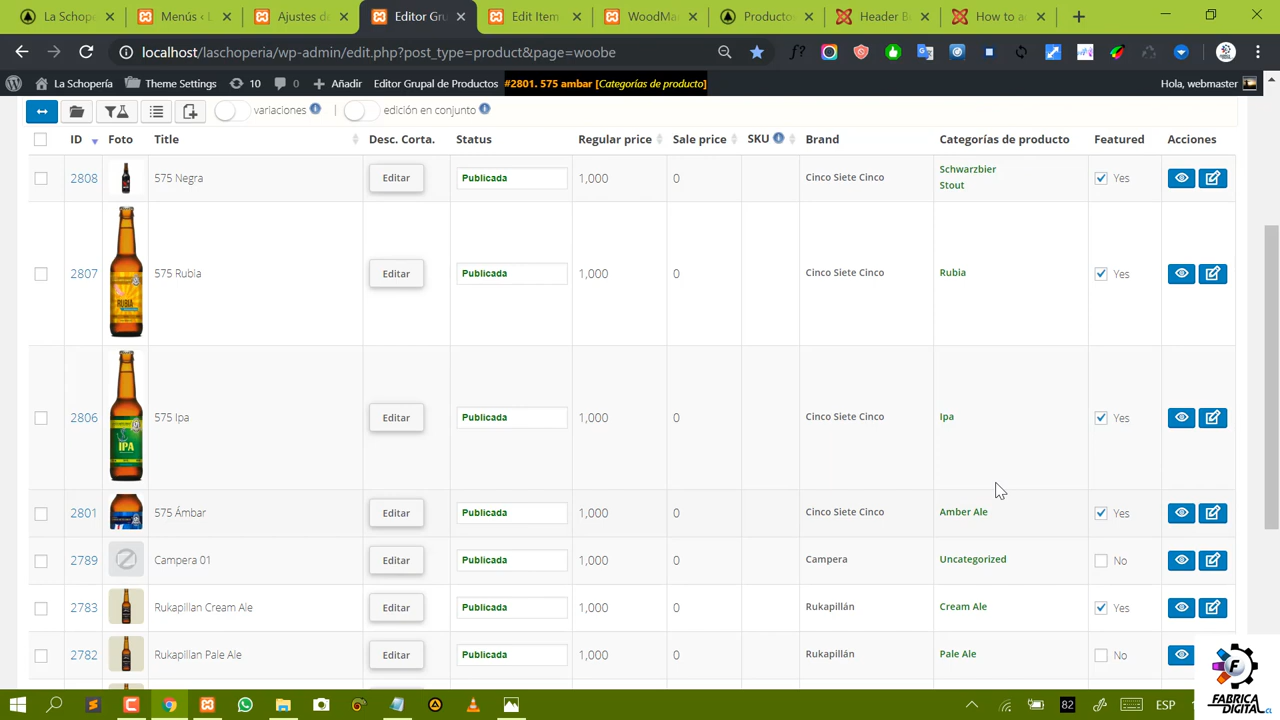 La Schope
Menús ‹ L
Ajustes de
Editor Gru
Edit Item
WoodMa
Producto
Header B
How to a
localhost/laschoperia/wp-admin/edit.php?post_type=product&page=woobe
La Schopería Theme Settings 10 0 Añadir Editor Grupal de Productos #2801. 575 ambar [Categorías de producto] Hola, webmaster
variaciones | edición en conjunto
ID Foto Title Desc. Corta. Status Regular price Sale price SKU Brand Categorías de producto Featured Acciones
2808 575 Negra Editar Publicada 1,000 0 Cinco Siete Cinco Schwarzbier
Stout Yes
2807 575 Rubia Editar Publicada 1,000 0 Cinco Siete Cinco Rubia Yes
RUBIA
2806 575 Ipa Editar Publicada 1,000 0 Cinco Siete Cinco Ipa Yes
IPA
2801 575 Ámbar Editar Publicada 1,000 0 Cinco Siete Cinco Amber Ale Yes
2789 Campera 01 Editar Publicada 1,000 0 Campera Uncategorized No
2783 Rukapillan Cream Ale Editar Publicada 1,000 0 Rukapillán Cream Ale Yes
2782 Rukapillan Pale Ale Editar Publicada 1,000 0 Rukapillán Pale Ale No
F
FABRICA
DIGITAL.CL
82 ESP